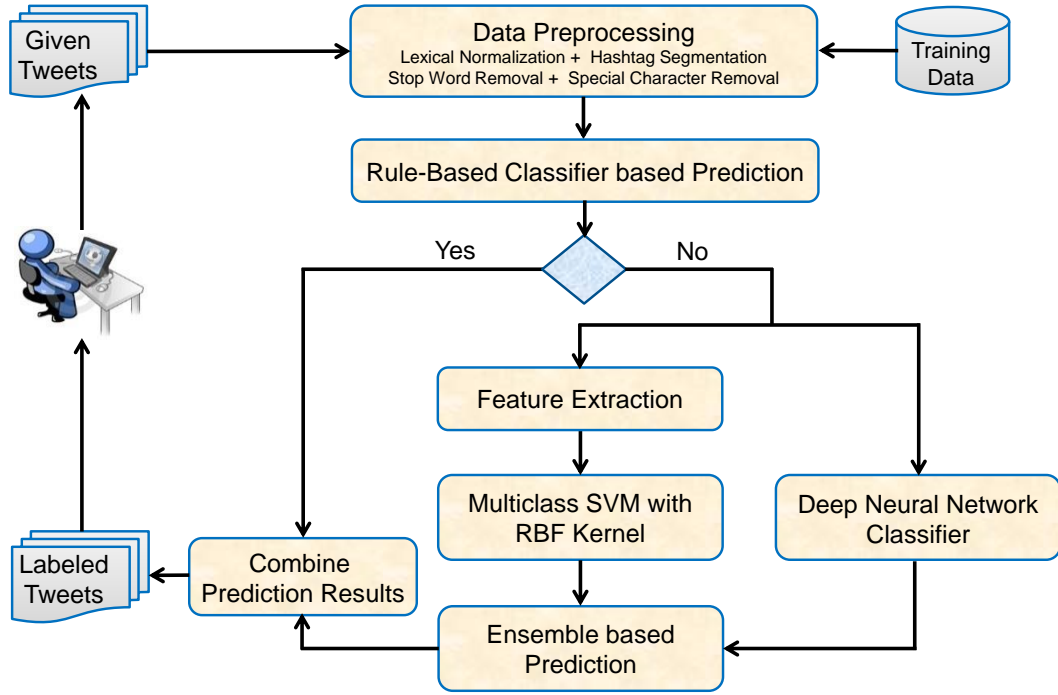 Given
Tweets
Data Preprocessing
Lexical Normalization + Hashtag Segmentation
Stop Word Removal + Special Character Removal
Training
Data
Rule-Based Classifier based Prediction
Yes
No
Feature Extraction
Multiclass SVM with
RBF Kernel
Deep Neural Network
Classifier
Labeled
Tweets
Combine
Prediction Results
Ensemble based
Prediction